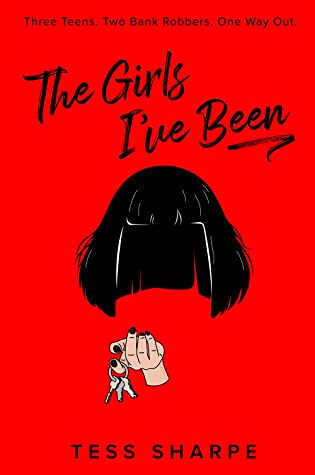 Three Teens. Two Bank Robbers. One Way Out.
The Girls
I've Been
TESS SHARPE